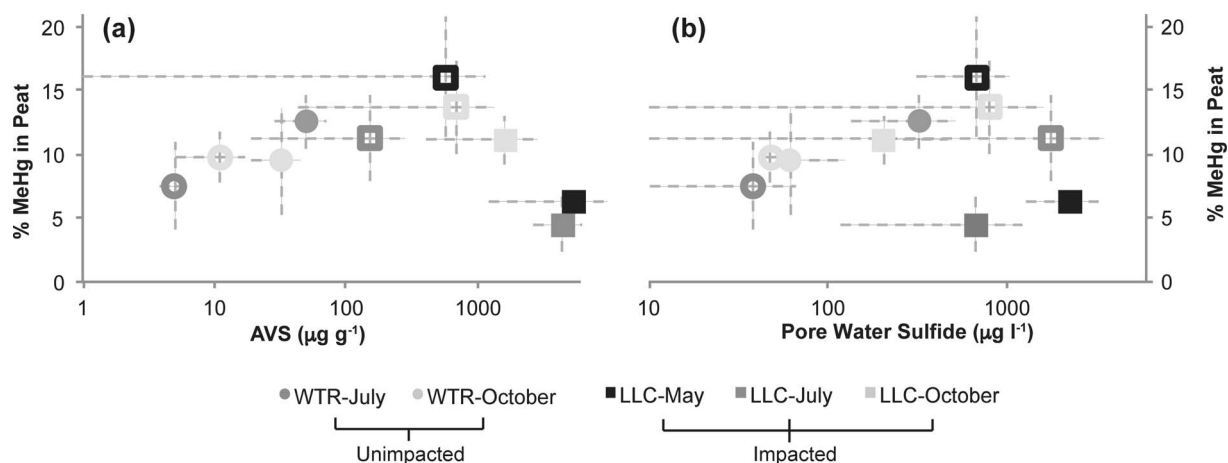 (a)
(b)
% MeHg in Peat
20
15
10
5
0
1 10 100 1000
AVS (µg g⁻¹)
10 100 1000
Pore Water Sulfide (µg l⁻¹)
20
15
10
5
0
% MeHg in Peat
WTR-July WTR-October LLC-May LLC-July LLC-October
Unimpacted Impacted